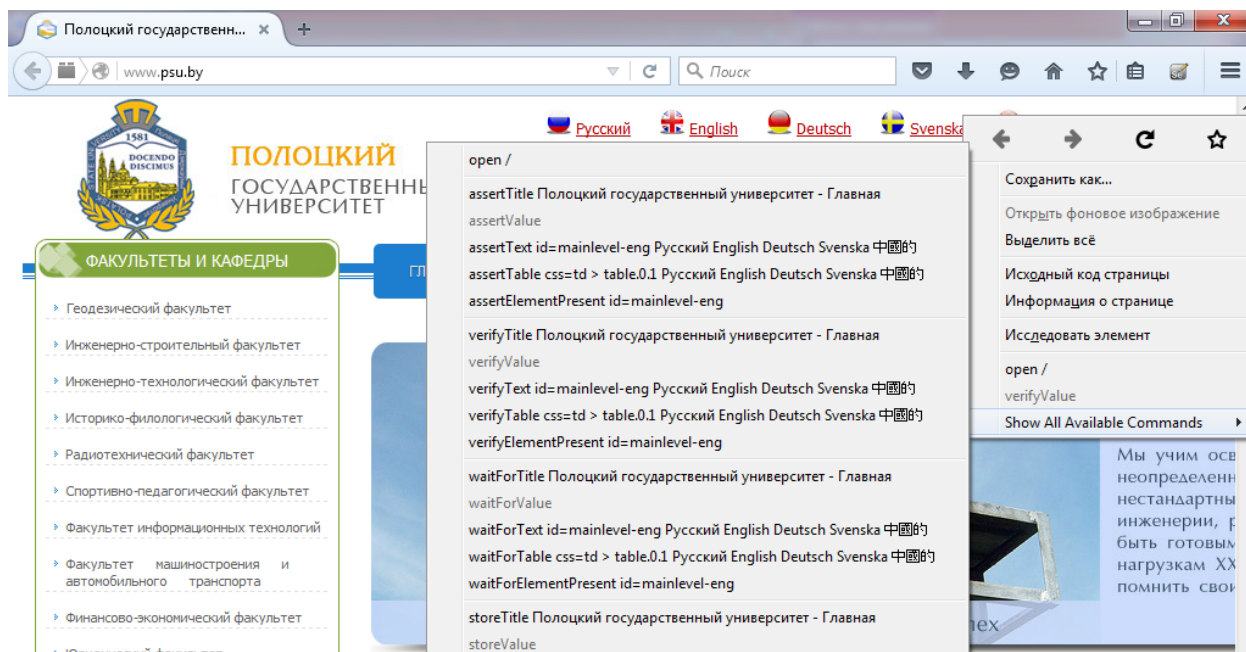 Полоцкий государственн...
www.psu.by
Поиск
1581
DOCENDO
DISCIMUS
ПОЛОЦКИЙ
ГОСУДАРСТВЕННЫ
УНИВЕРСИТЕТ
Русский English Deutsch Svenska
ФАКУЛЬТЕТЫ И КАФЕДРЫ
ГЛ
Геодезический факультет
Инженерно-строительный факультет
Инженерно-технологический факультет
Историко-филологический факультет
Радиотехнический факультет
Спортивно-педагогический факультет
Факультет информационных технологий
Факультет машиностроения и
автомобильного транспорта
Финансово-экономический факультет
Юридический факультет
open /
assertTitle Полоцкий государственный университет - Главная
assertValue
assertText id=mainlevel-eng Русский English Deutsch Svenska 中國的
assertTable css=td > table.0.1 Русский English Deutsch Svenska 中國的
assertElementPresent id=mainlevel-eng
verifyTitle Полоцкий государственный университет - Главная
verifyValue
verifyText id=mainlevel-eng Русский English Deutsch Svenska 中國的
verifyTable css=td > table.0.1 Русский English Deutsch Svenska 中國的
verifyElementPresent id=mainlevel-eng
waitForTitle Полоцкий государственный университет - Главная
waitForValue
waitForText id=mainlevel-eng Русский English Deutsch Svenska 中國的
waitForTable css=td > table.0.1 Русский English Deutsch Svenska 中國的
waitForElementPresent id=mainlevel-eng
storeTitle Полоцкий государственный университет - Главная
storeValue
Сохранить как...
Открыть фоновое изображение
Выделить всё
Исходный код страницы
Информация о странице
Исследовать элемент
open /
verifyValue
Show All Available Commands
Мы учим осв
неопределенн
нестандартны
инженерии, р
быть готовым
нагрузкам XX
помнить свои
пех